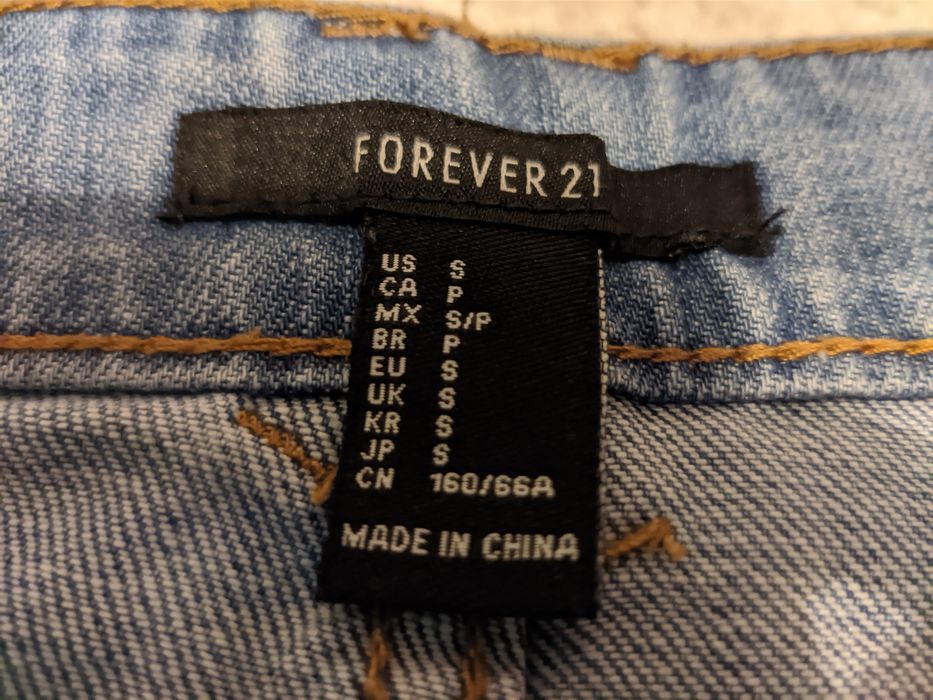 FOREVER 21
US S
CA P
MX S/P
BR P
EU S
UK S
KR S
JP S
CN 160/66A
MADE IN CHINA